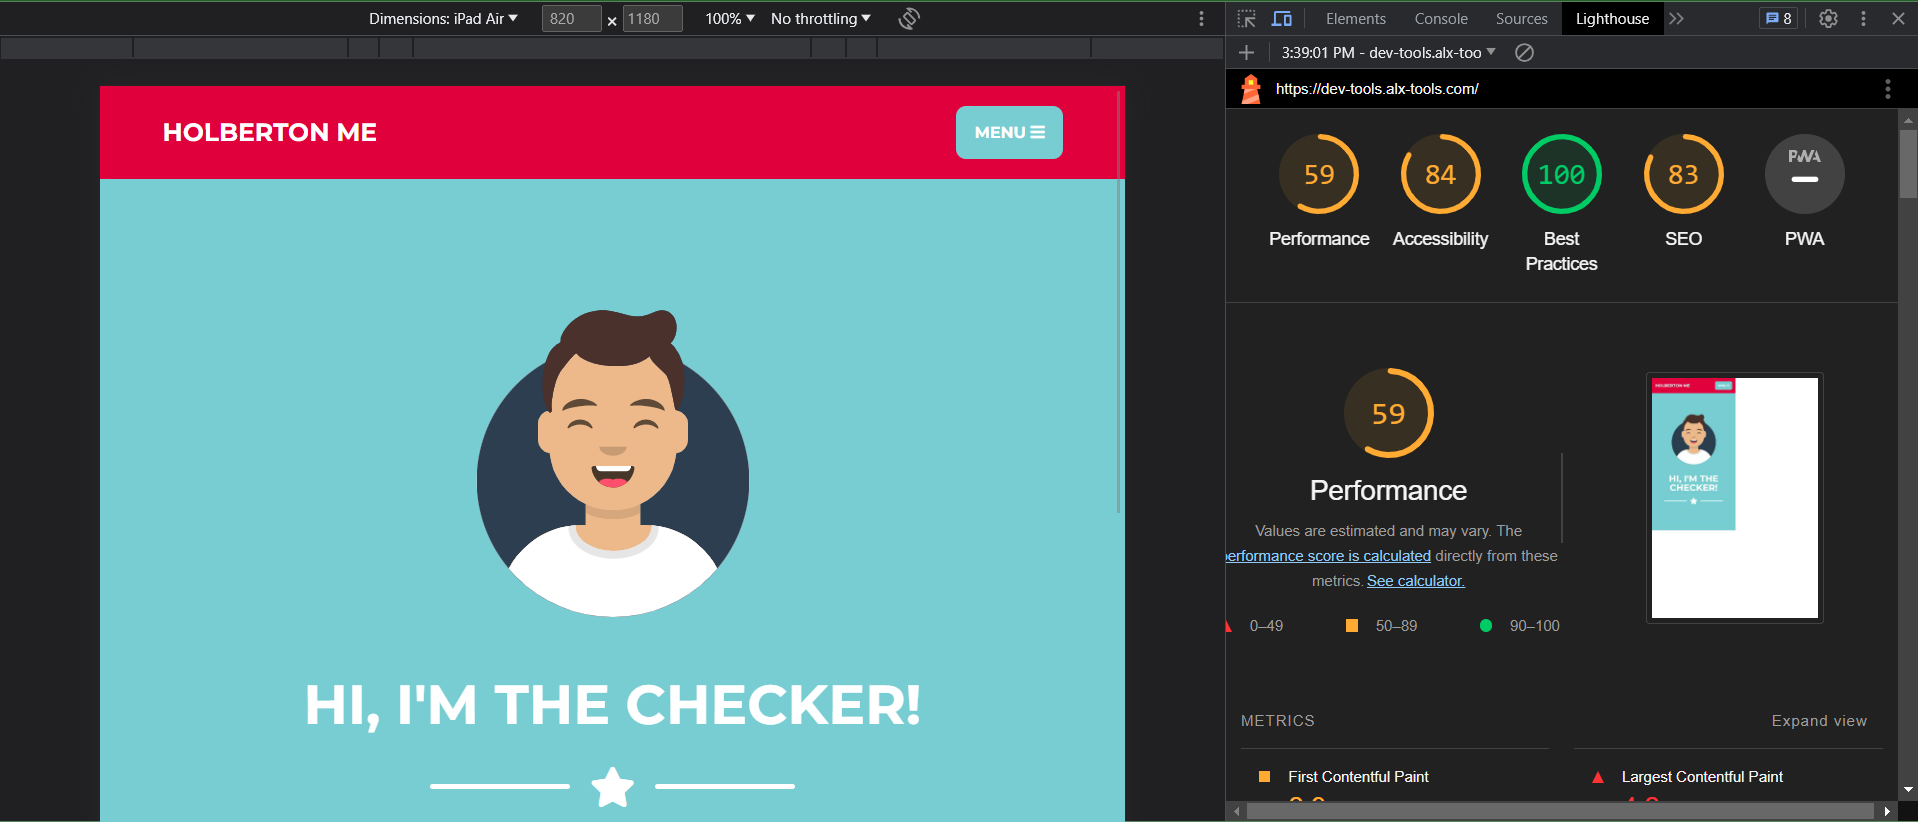 Dimensions: iPad Air 820 × 1180 100% No throttling
Elements Console Sources Lighthouse 8
3:39:01 PM - dev-tools.alx-too
https://dev-tools.alx-tools.com/
HOLBERTON ME
MENU
59 84 100 83 PWA
Performance Accessibility Best Practices SEO PWA
59
Performance
Values are estimated and may vary. The
performance score is calculated directly from these
metrics. See calculator.
0–49 50–89 90–100
HOLBERTON ME
HI, I'M THE
CHECKER!
HI, I'M THE CHECKER!
METRICS Expand view
First Contentful Paint Largest Contentful Paint